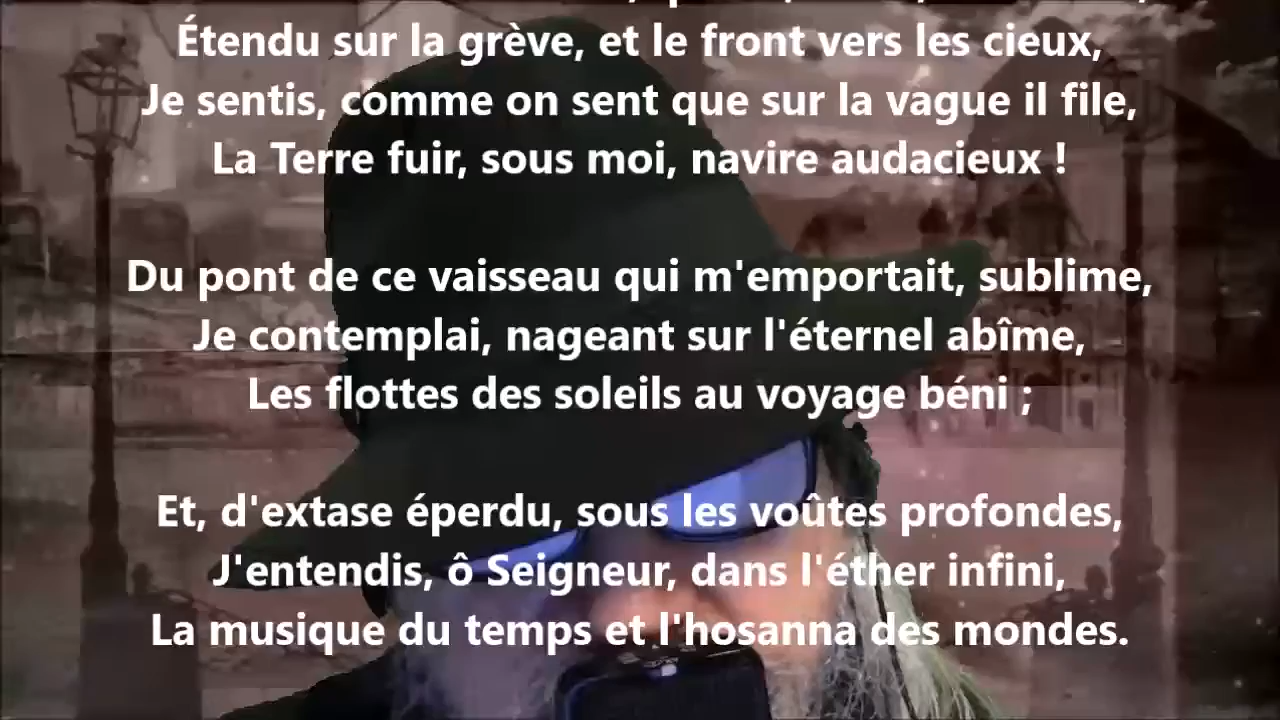 Étendu sur la grève, et le front vers les cieux,
Je sentis, comme on sent que sur la vague il file,
La Terre fuir, sous moi, navire audacieux !
Du pont de ce vaisseau qui m'emportait, sublime,
Je contemplai, nageant sur l'éternel abîme,
Les flottes des soleils au voyage béni ;
Et, d'extase éperdu, sous les voûtes profondes,
J'entendis, ô Seigneur, dans l'éther infini,
La musique du temps et l'hosanna des mondes.